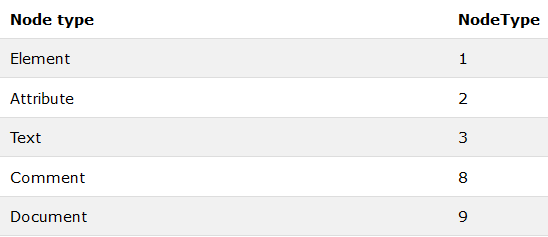 Node type NodeType
Element 1
Attribute 2
Text 3
Comment 8
Document 9